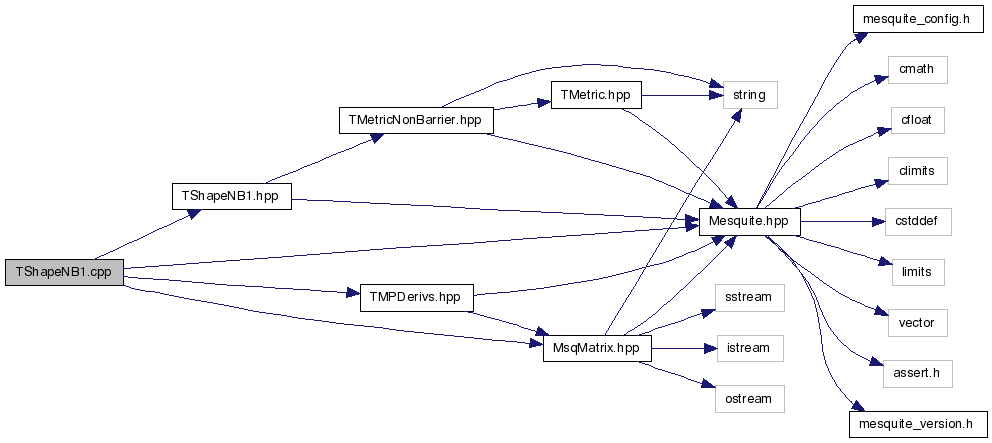 mesquite_config.h
cmath
TMetric.hpp
string
TMetricNonBarrier.hpp
cfloat
climits
TShapeNB1.hpp
Mesquite.hpp
cstddef
TShapeNB1.cpp
limits
TMPDerivs.hpp
sstream
vector
MsqMatrix.hpp
istream
assert.h
ostream
mesquite_version.h